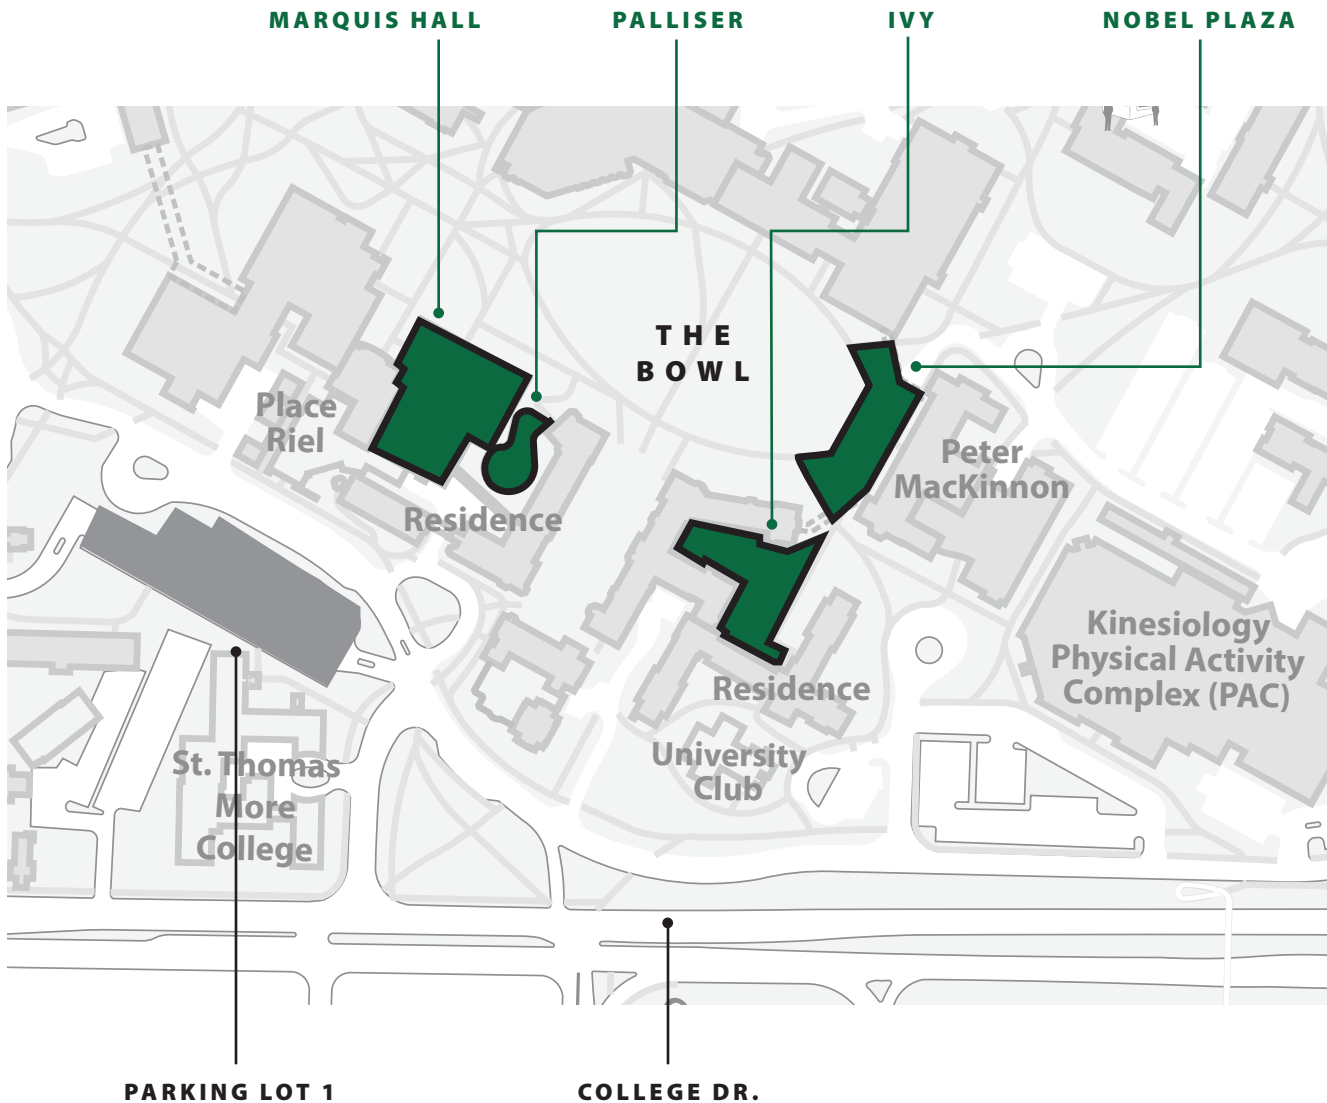 MARQUIS HALL
PALLISER
IVY
NOBEL PLAZA
THE
BOWL
Place
Riel
Peter
MacKinnon
Residence
Kinesiology
Physical Activity
Complex (PAC)
Residence
University
Club
St. Thomas
More
College
PARKING LOT 1
COLLEGE DR.